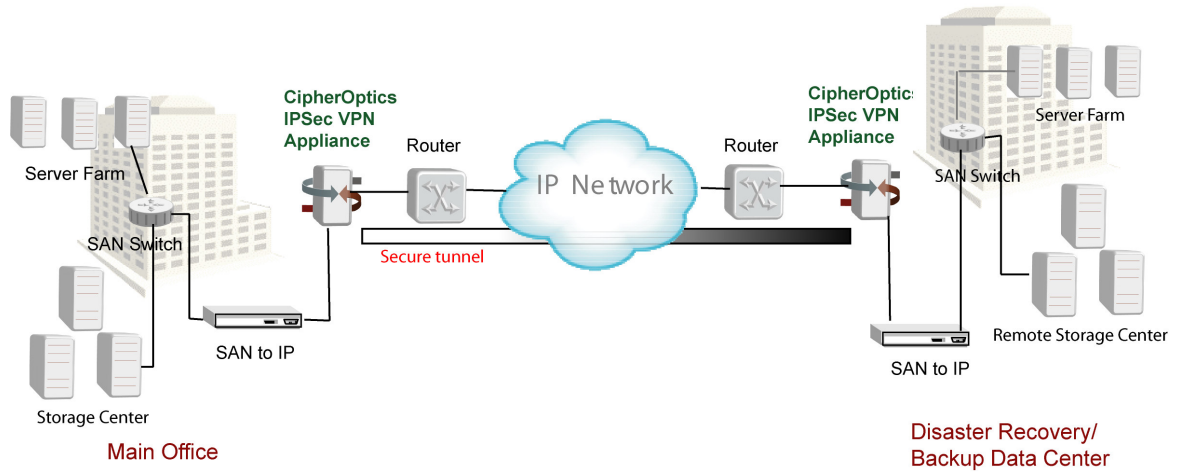 CipherOptics
IPSec VPN
Appliance
Router
IP Network
Router
CipherOptics
IPSec VPN
Appliance
Server Farm
SAN Switch
Server Farm
SAN Switch
Secure tunnel
SAN to IP
Storage Center
Main Office
Remote Storage Center
SAN to IP
Disaster Recovery/
Backup Data Center